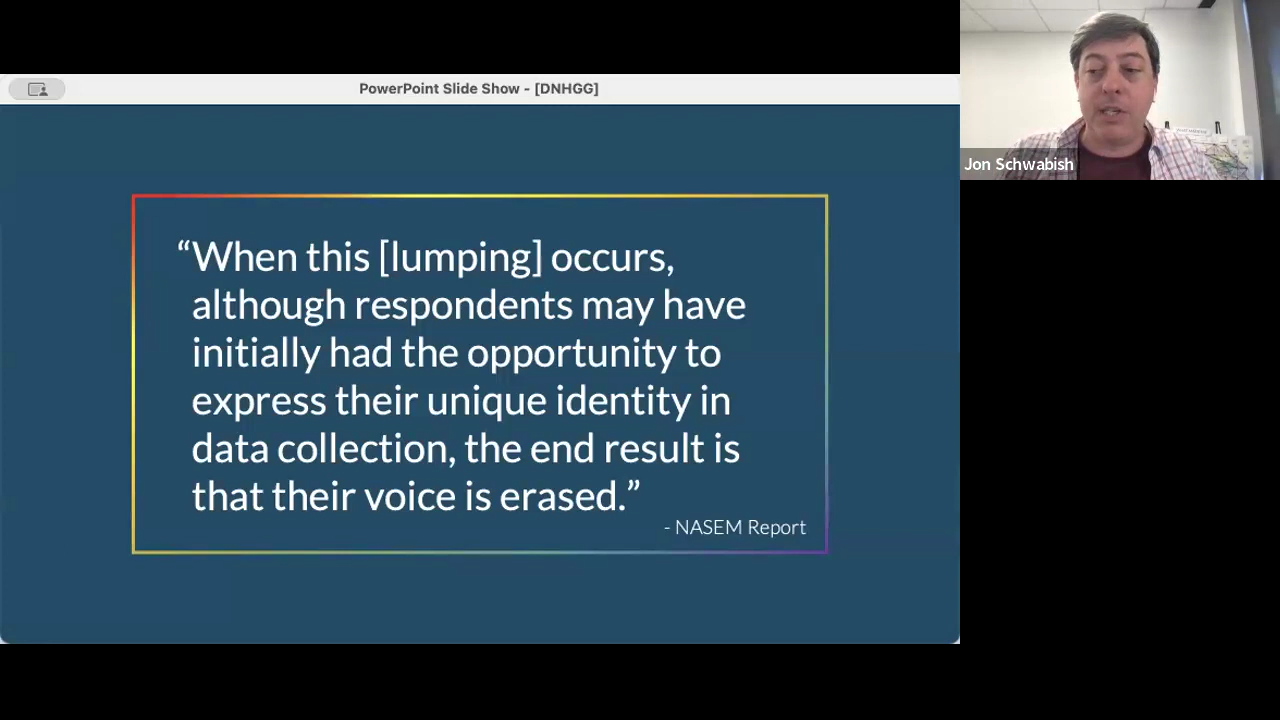 PowerPoint Slide Show - [DNHGG]
Jon Schwabish
“When this [lumping] occurs,
although respondents may have
initially had the opportunity to
express their unique identity in
data collection, the end result is
that their voice is erased.”
- NASEM Report